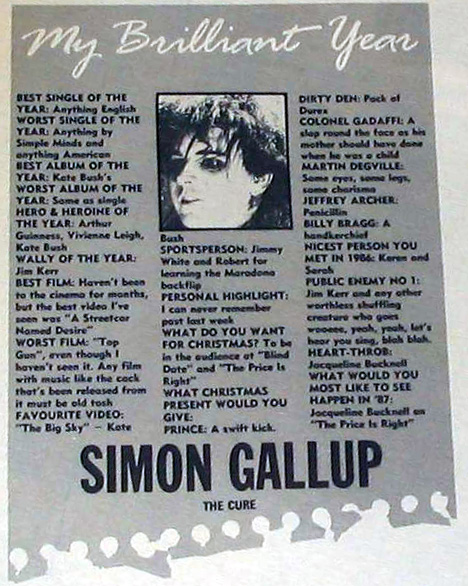 My Brilliant Year
BEST SINGLE OF THE
YEAR: Anything English
WORST SINGLE OF THE
YEAR: Anything by
Simple Minds and
anything American
BEST ALBUM OF THE
YEAR: Kate Bush's
WORST ALBUM OF THE
YEAR: Same as single
HERO & HEROINE OF
THE YEAR: Arthur
Guinness, Vivienne Leigh,
Kate Bush
WALLY OF THE YEAR:
Jim Kerr
BEST FILM: Haven't been
to the cinema for months,
but the best video I've
seen was "A Streetcar
Named Desire"
WORST FILM: "Top
Gun", even though I
haven't seen it. Any film
with music like the cack
that's been released from
it must be old tosh
FAVOURITE VIDEO:
"The Big Sky" — Kate
Bush
SPORTSPERSON: Jimmy
White and Robert for
learning the Maradona
backflip
PERSONAL HIGHLIGHT:
I can never remember
past last week
WHAT DO YOU WANT
FOR CHRISTMAS? To be
in the audience at "Blind
Date" and "The Price Is
Right"
WHAT CHRISTMAS
PRESENT WOULD YOU
GIVE:
PRINCE: A swift kick.
DIRTY DEN: Pack of
Durex
COLONEL GADAFFI: A
slap round the face as his
mother should have done
when he was a child
MARTIN DEGVILLE:
Some eyes, some legs,
some charisma
JEFFREY ARCHER:
Penicillin
BILLY BRAGG: A
handkerchief
NICEST PERSON YOU
MET IN 1986: Karen and
Sarah
PUBLIC ENEMY NO 1:
Jim Kerr and any other
worthless shuffling
creature who goes
woooee, yeah, yeah, let's
hear you sing, blah blah.
HEART-THROB:
Jacqueline Bucknell
WHAT WOULD YOU
MOST LIKE TO SEE
HAPPEN IN '87:
Jacqueline Bucknell on
"The Price Is Right"
SIMON GALLUP
THE CURE